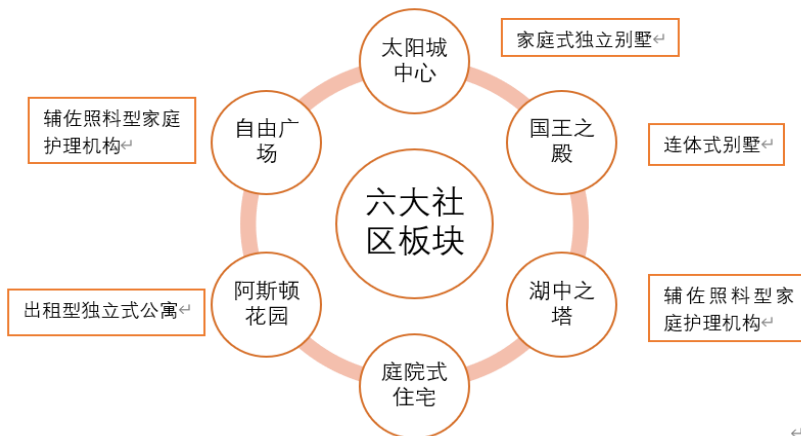 太阳城
中心
家庭式独立别墅
国王之
殿
连体式别墅
湖中之
塔
辅佐照料型家
庭护理机构
庭院式
住宅
阿斯顿
花园
出租型独立式公寓
自由广
场
辅佐照料型家庭
护理机构
六大社
区板块